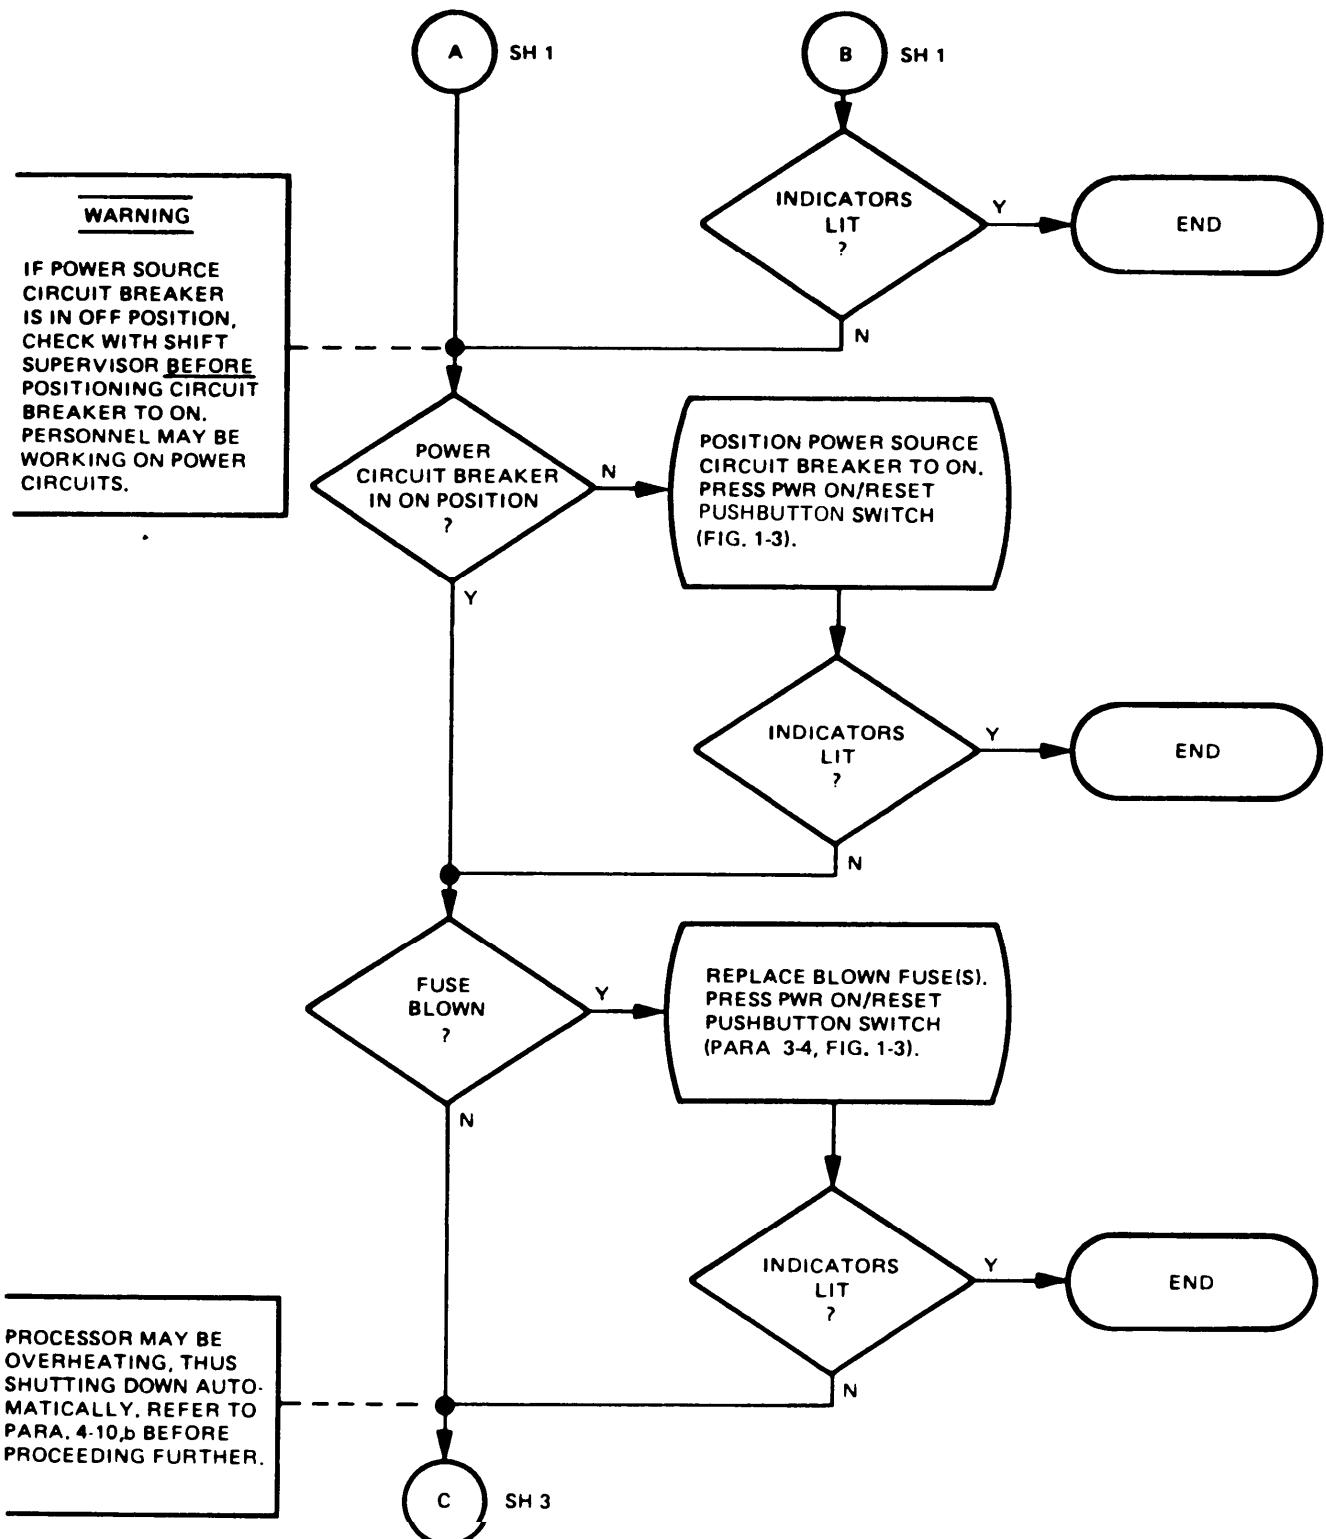 A SH 1
B SH 1
INDICATORS
LIT
?
Y
END
N
WARNING
IF POWER SOURCE
CIRCUIT BREAKER
IS IN OFF POSITION,
CHECK WITH SHIFT
SUPERVISOR BEFORE
POSITIONING CIRCUIT
BREAKER TO ON.
PERSONNEL MAY BE
WORKING ON POWER
CIRCUITS.
POWER
CIRCUIT BREAKER
IN ON POSITION
?
N
POSITION POWER SOURCE
CIRCUIT BREAKER TO ON.
PRESS PWR ON/RESET
PUSHBUTTON SWITCH
(FIG. 1-3).
Y
INDICATORS
LIT
?
Y
END
N
FUSE
BLOWN
?
Y
REPLACE BLOWN FUSE(S).
PRESS PWR ON/RESET
PUSHBUTTON SWITCH
(PARA 3-4, FIG. 1-3).
N
INDICATORS
LIT
?
Y
END
N
PROCESSOR MAY BE
OVERHEATING, THUS
SHUTTING DOWN AUTO-
MATICALLY. REFER TO
PARA. 4-10,b BEFORE
PROCEEDING FURTHER.
C SH 3